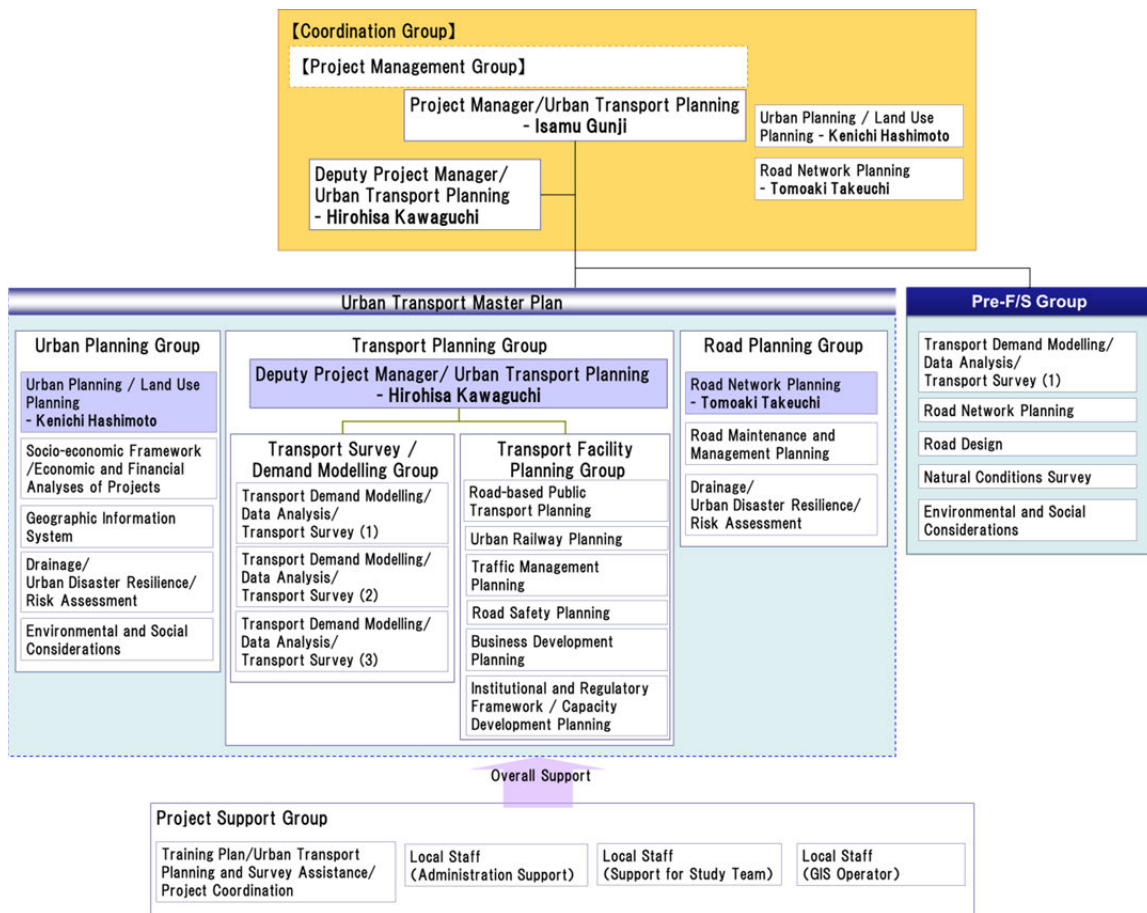 【Coordination Group】
【Project Management Group】
Project Manager/Urban Transport Planning
- Isamu Gunji
Urban Planning / Land Use
Planning - Kenichi Hashimoto
Road Network Planning
- Tomoaki Takeuchi
Deputy Project Manager/
Urban Transport Planning
- Hirohisa Kawaguchi
Urban Transport Master Plan
Urban Planning Group
Urban Planning / Land Use
Planning
- Kenichi Hashimoto
Socio-economic Framework
/Economic and Financial
Analyses of Projects
Geographic Information
System
Drainage/
Urban Disaster Resilience/
Risk Assessment
Environmental and Social
Considerations
Transport Planning Group
Deputy Project Manager/ Urban Transport Planning
- Hirohisa Kawaguchi
Transport Survey /
Demand Modelling Group
Transport Demand Modelling/
Data Analysis/
Transport Survey (1)
Transport Demand Modelling/
Data Analysis/
Transport Survey (2)
Transport Demand Modelling/
Data Analysis/
Transport Survey (3)
Transport Facility
Planning Group
Road-based Public
Transport Planning
Urban Railway Planning
Traffic Management
Planning
Road Safety Planning
Business Development
Planning
Institutional and Regulatory
Framework / Capacity
Development Planning
Road Planning Group
Road Network Planning
- Tomoaki Takeuchi
Road Maintenance and
Management Planning
Drainage/
Urban Disaster Resilience/
Risk Assessment
Pre-F/S Group
Transport Demand Modelling/
Data Analysis/
Transport Survey (1)
Road Network Planning
Road Design
Natural Conditions Survey
Environmental and Social
Considerations
Overall Support
Project Support Group
Training Plan/Urban Transport
Planning and Survey Assistance/
Project Coordination
Local Staff
(Administration Support)
Local Staff
(Support for Study Team)
Local Staff
(GIS Operator)